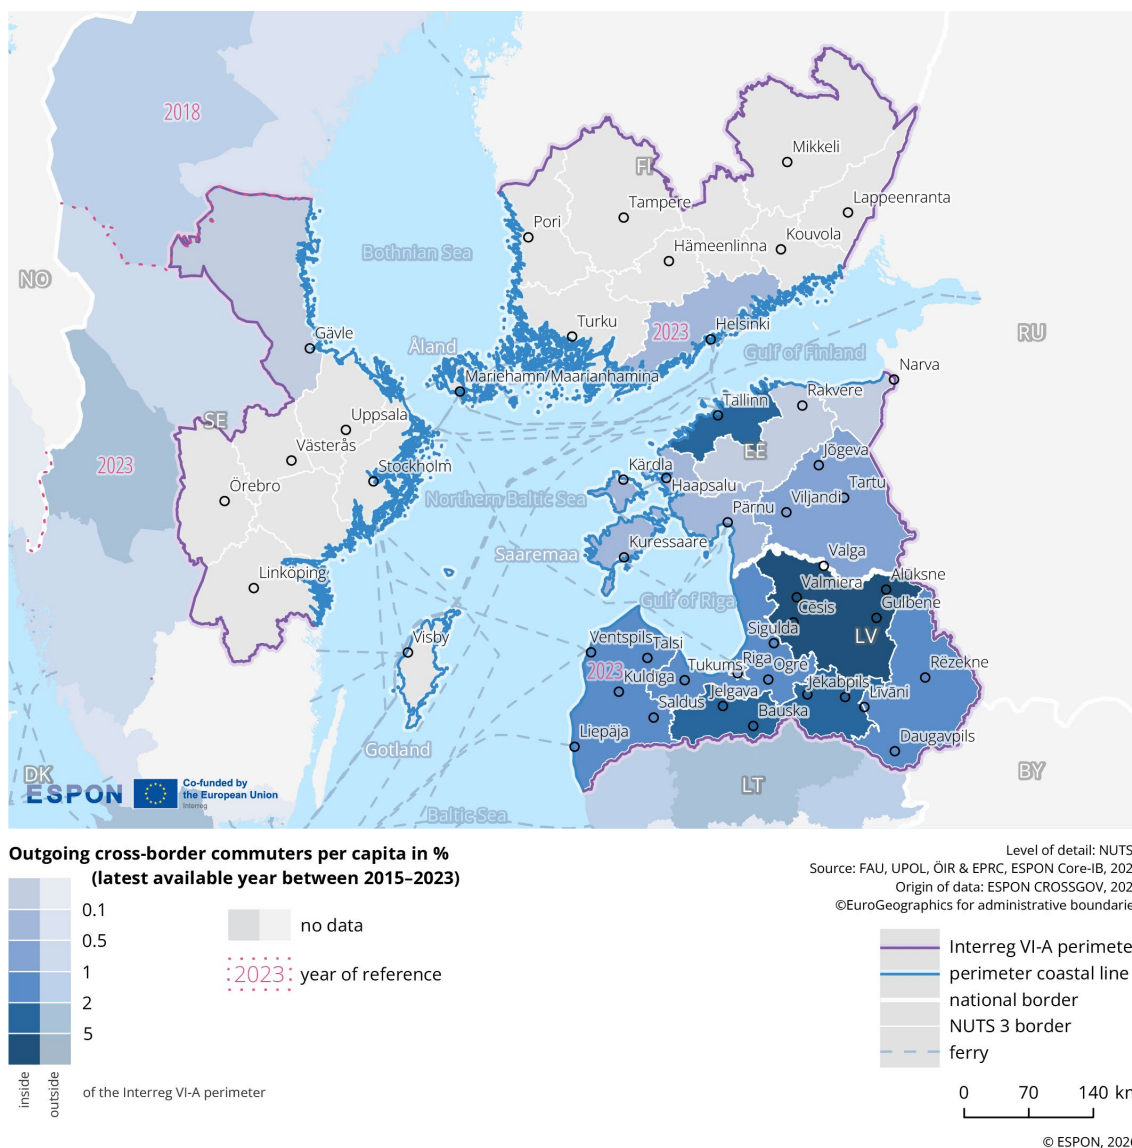 2018
Mikkeli
FI
Lappeenranta
Tampere
Pori
Kouvola
Hämeenlinna
Bothnian Sea
NO
Turku
2023
Helsinki
Gävle
Åland
Gulf of Finland
RU
Narva
Mariehamn/Maarianhamina
Rakvere
Tallinn
SE
Uppsala
Västerås
EE
Jõgeva
2023
Stockholm
Kärdla
Haapsalu
Tartu
Örebro
Northern Baltic Sea
Viljandi
Pärnu
Kuressaare
Saaremaa
Valga
Linköping
Valmiera
Alūksne
Gulf of Riga
Cēsis
Gulbene
Sigulda
LV
Visby
Ventspils
Talsi
Rīga
Ogre
Rēzekne
2023
Kuldīga
Tukums
Jēkabpils
Līvāni
Saldus
Jelgava
Bauska
Liepāja
Daugavpils
Gotland
DK
LT
BY
Baltic Sea
ESPON
Co-funded by
the European Union
Interreg
Outgoing cross-border commuters per capita in %
(latest available year between 2015–2023)
0.1
0.5
1
2
5
inside
outside
of the Interreg VI-A perimeter
no data
2023
year of reference
Level of detail: NUTS
Source: FAU, UPOL, ÖIR & EPRC, ESPON Core-IB, 202
Origin of data: ESPON CROSSGOV, 202
©EuroGeographics for administrative boundarie
Interreg VI-A perimete
perimeter coastal line
national border
NUTS 3 border
ferry
0 70 140 km
© ESPON, 2026